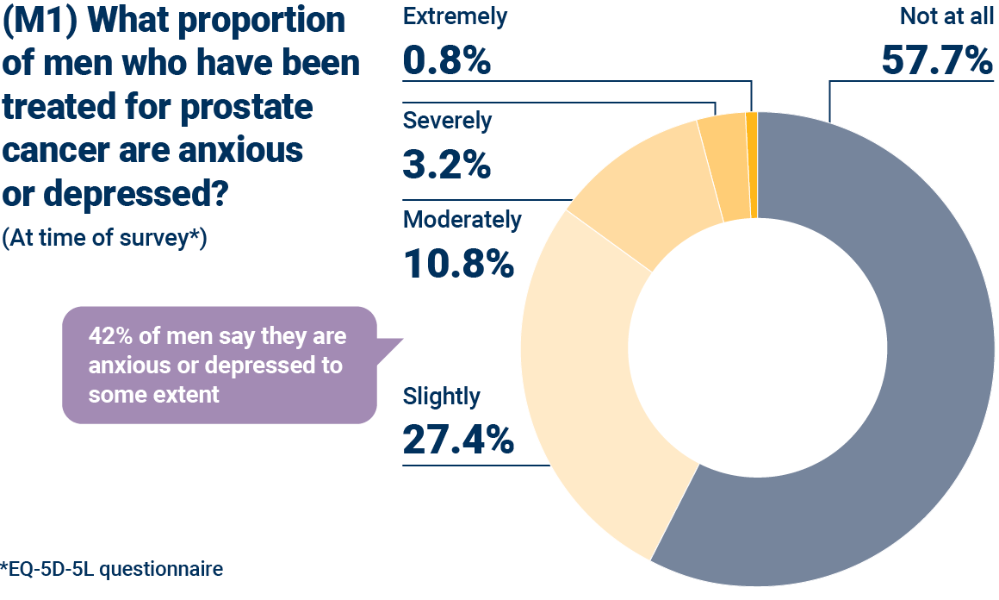 (M1) What proportion
of men who have been
treated for prostate
cancer are anxious
or depressed?
(At time of survey*)
42% of men say they are
anxious or depressed to
some extent
Extremely
0.8%
Severely
3.2%
Moderately
10.8%
Slightly
27.4%
Not at all
57.7%
*EQ-5D-5L questionnaire